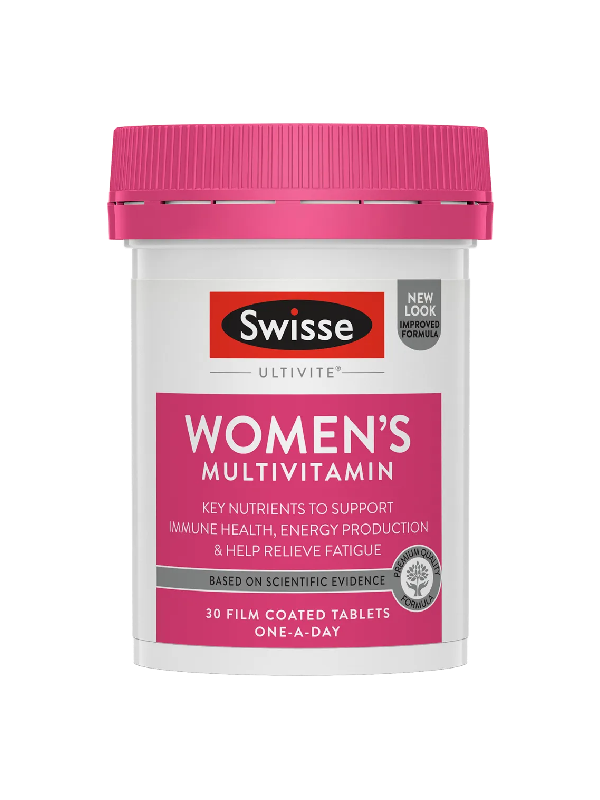 Swisse
NEW
LOOK
IMPROVED
FORMULA
ULTIVITE®
WOMEN'S
MULTIVITAMIN
KEY NUTRIENTS TO SUPPORT
IMMUNE HEALTH, ENERGY PRODUCTION
& HELP RELIEVE FATIGUE
BASED ON SCIENTIFIC EVIDENCE
PREMIUM QUALITY
FORMULA
30 FILM COATED TABLETS
ONE-A-DAY